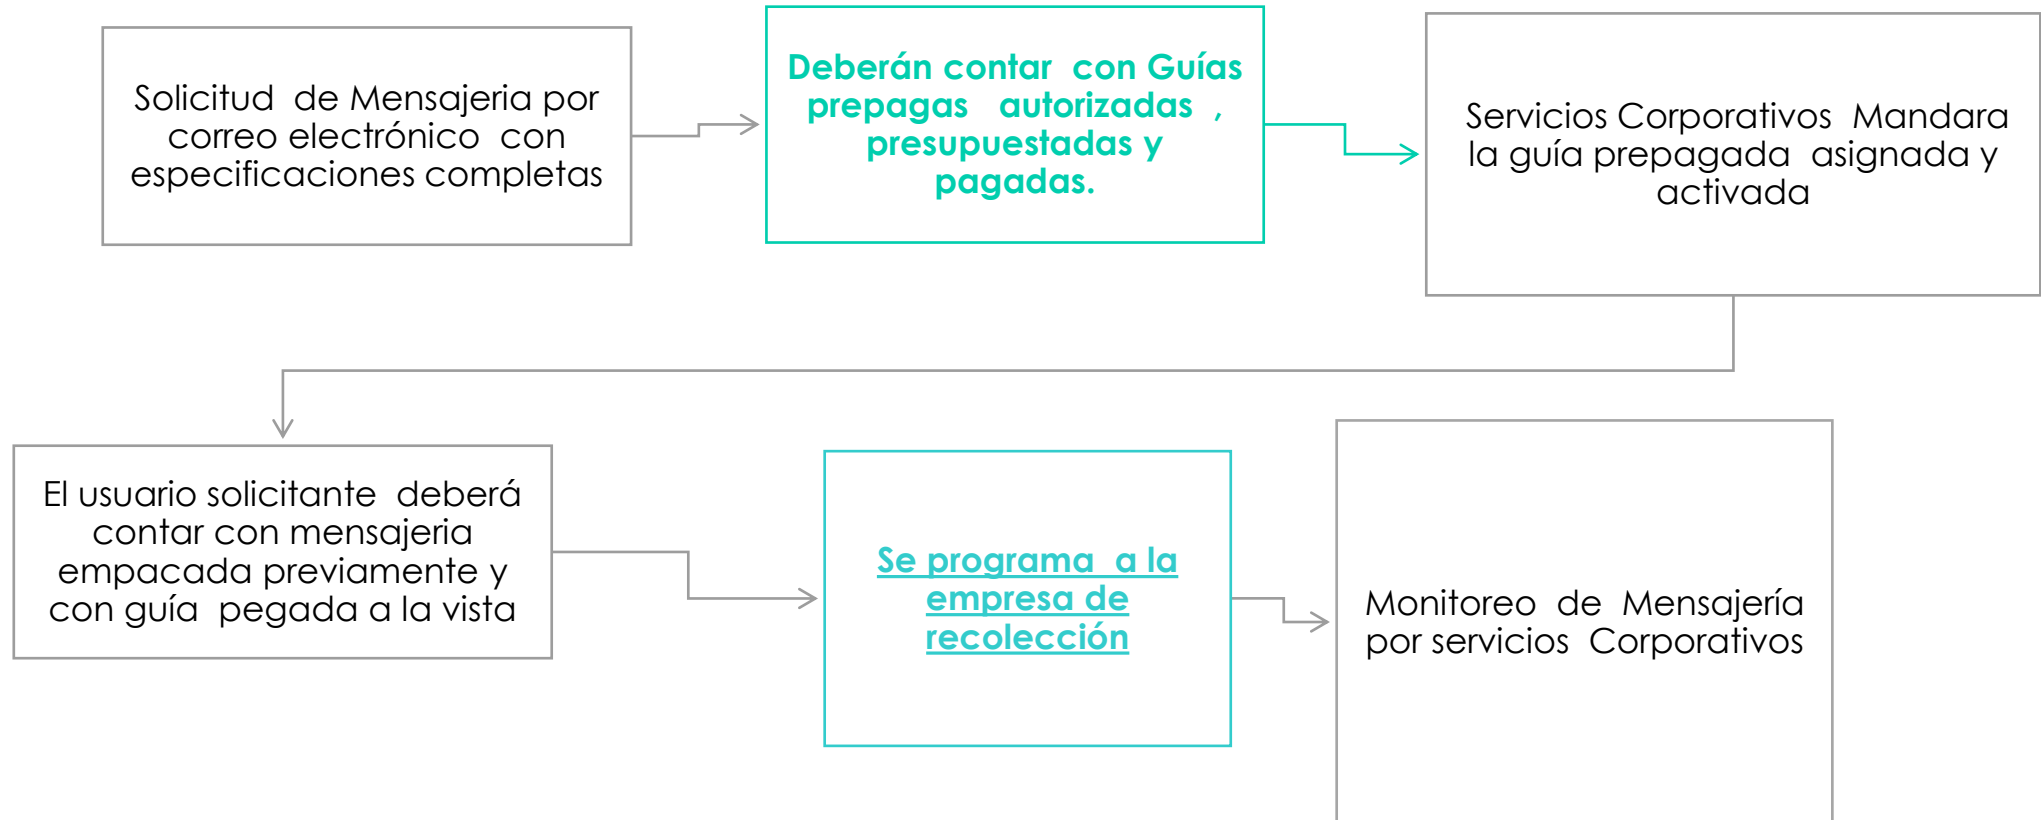 Solicitud de Mensajeria por
correo electrónico con
especificaciones completas
Deberán contar con Guías
prepagas autorizadas ,
presupuestadas y
pagadas.
Servicios Corporativos Mandara
la guía prepagada asignada y
activada
El usuario solicitante deberá
contar con mensajeria
empacada previamente y
con guía pegada a la vista
Se programa a la
empresa de
recolección
Monitoreo de Mensajería
por servicios Corporativos